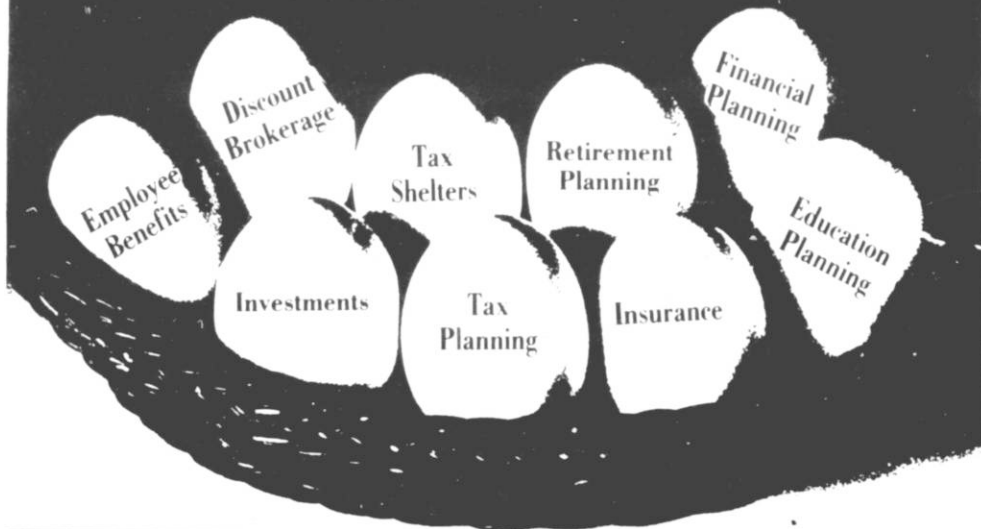 Employee
Benefits
Discount
Brokerage
Tax
Shelters
Retirement
Planning
Financial
Planning
Education
Planning
Investments
Tax
Planning
Insurance